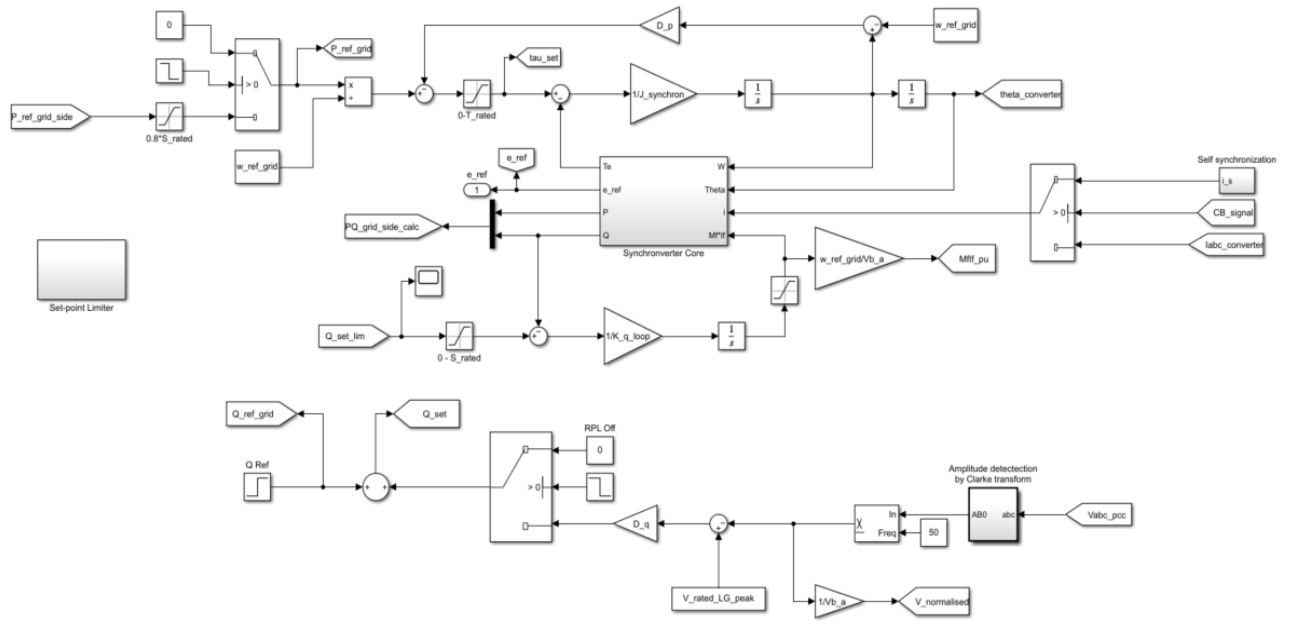 0
P_ref_grid
D_p
w_ref_grid
tau_set
> 0
x
÷
+
-
+
-
+
-
1/J_synchron
1
s
1
s
theta_converter
P_ref_grid_side
0.8*S_rated
0-T_rated
w_ref_grid
e_ref
e_ref
1
Te
e_ref
P
Q
W
Theta
i
Mf*If
Synchronverter Core
Self synchronization
i_s
> 0
CB_signal
Iabc_converter
PQ_grid_side_calc
w_ref_grid/Vb_a
MfIf_pu
Set-point Limiter
Q_set_lim
0 - S_rated
+
-
1/K_q_loop
1
s
Q_ref_grid
Q_set
Q Ref
+
+
RPL Off
0
> 0
D_q
+
-
In
Freq
50
Amplitude detectection
by Clarke transform
AB0
abc
Vabc_pcc
V_rated_LG_peak
1/Vb_a
V_normalised